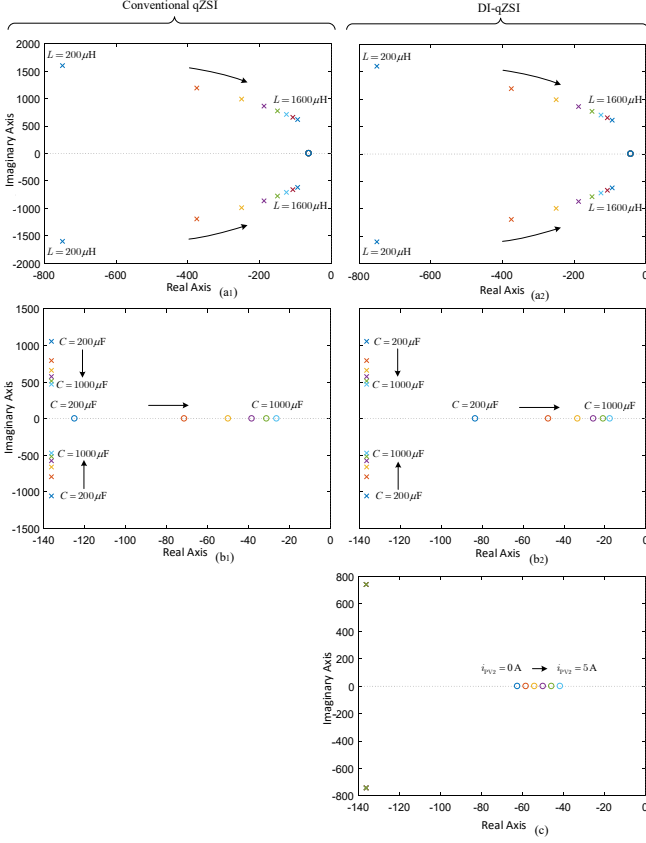 Conventional qZSI
DI-qZSI
2000
1500
1000
500
0
-500
-1000
-1500
-2000
-800
-600
-400
-200
0
Imaginary Axis
Real Axis
L = 200μH
L = 1600μH
L = 1600μH
L = 200μH
(a1)
-800
-600
-400
-200
0
Real Axis
L = 200μH
L = 1600μH
L = 1600μH
L = 200μH
(a2)
1500
1000
500
0
-500
-1000
-1500
-140
-120
-100
-80
-60
-40
-20
0
Imaginary Axis
Real Axis
C = 200μF
C = 1000μF
C = 200μF
C = 1000μF
C = 1000μF
C = 200μF
(b1)
-140
-120
-100
-80
-60
-40
-20
0
Real Axis
C = 200μF
C = 1000μF
C = 200μF
C = 1000μF
C = 1000μF
C = 200μF
(b2)
800
600
400
200
0
-200
-400
-600
-800
-140
-120
-100
-80
-60
-40
-20
0
Imaginary Axis
Real Axis
iPV2 = 0 A
iPV2 = 5 A
(c)